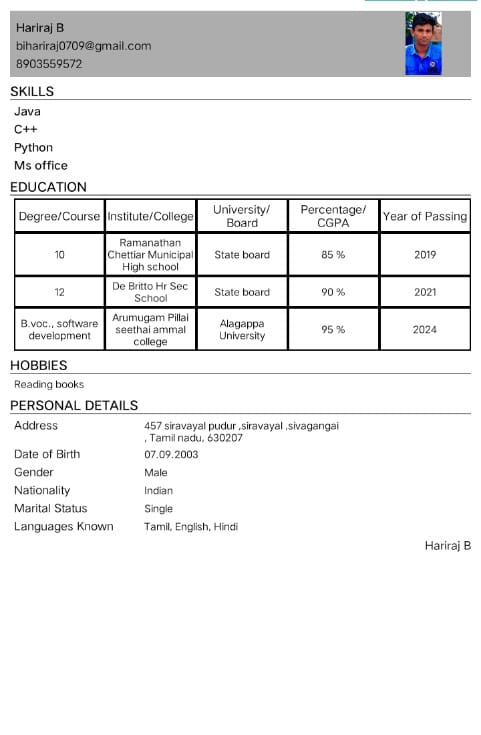 Hariraj B
bihariraj0709@gmail.com
8903559572
SKILLS
Java
C++
Python
Ms office
EDUCATION
Degree/Course Institute/College University/ Board Percentage/ CGPA Year of Passing
10 Ramanathan Chettiar Municipal High school State board 85 % 2019
12 De Britto Hr Sec School State board 90 % 2021
B.voc., software development Arumugam Pillai seethai ammal college Alagappa University 95 % 2024
HOBBIES
Reading books
PERSONAL DETAILS
Address 457 siravayal pudur ,siravayal ,sivagangai
, Tamil nadu, 630207
Date of Birth 07.09.2003
Gender Male
Nationality Indian
Marital Status Single
Languages Known Tamil, English, Hindi
Hariraj B